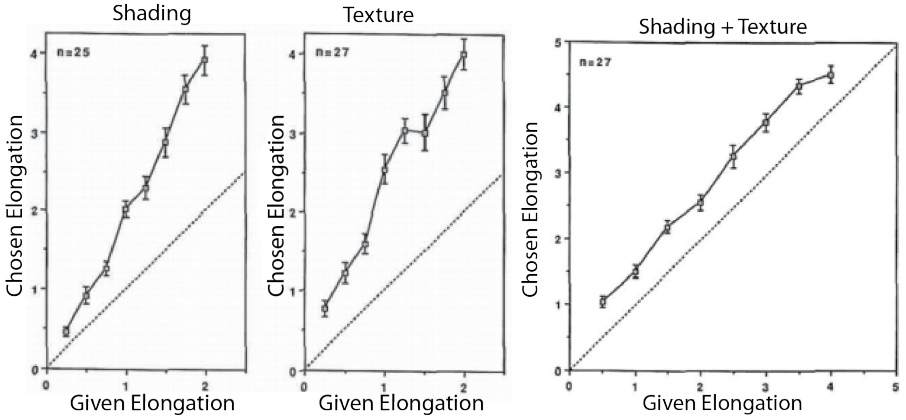 Shading
n=25
Chosen Elongation
4
3
2
1
0
0
1
2
Given Elongation
Texture
n=27
Chosen Elongation
4
3
2
1
0
0
1
2
Given Elongation
Shading + Texture
n=27
Chosen Elongation
5
4
3
2
1
0
0
1
2
3
4
5
Given Elongation